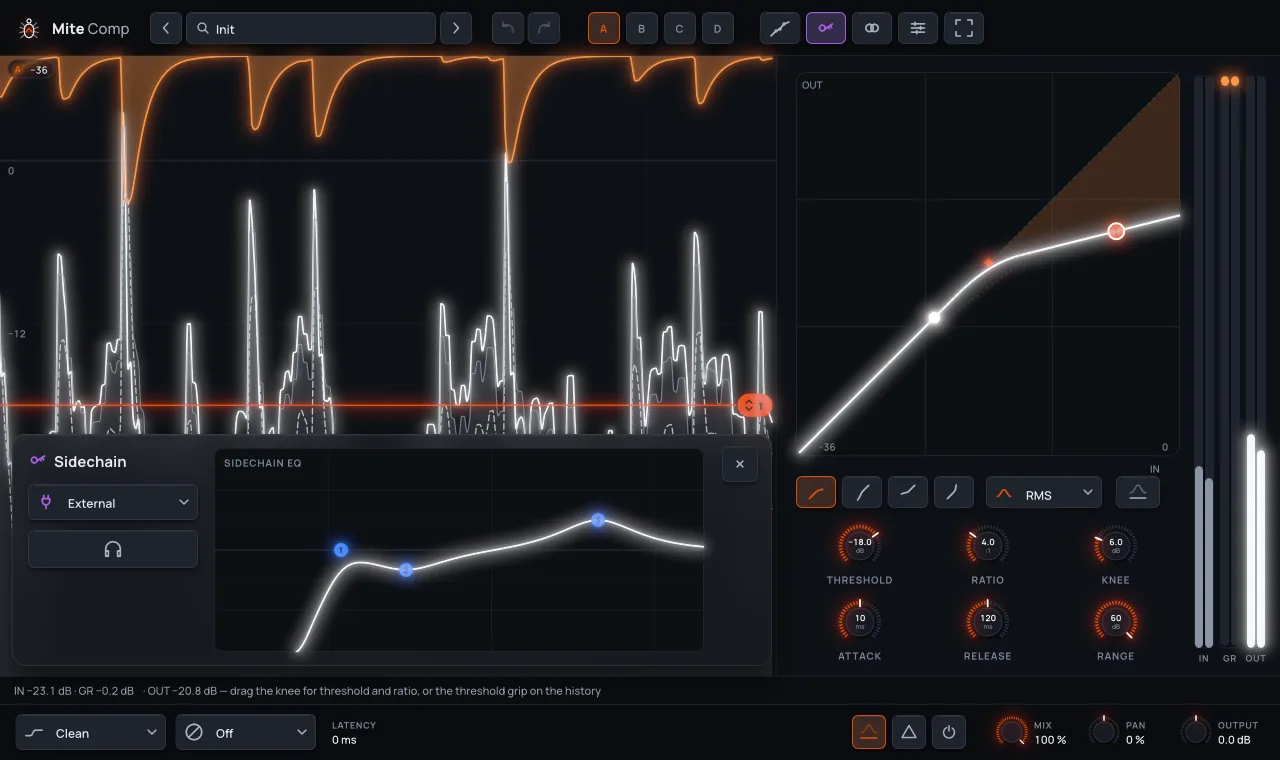 Mite Comp
Init
A B C D
A −36
0
−12
1
Sidechain
External
SIDECHAIN EQ
1
2
3
OUT
−36
0
IN
RMS
−18.0 dB
THRESHOLD
4.0 :1
RATIO
6.0 dB
KNEE
10 ms
ATTACK
120 ms
RELEASE
60 dB
RANGE
IN GR OUT
IN −23.1 dB · GR −0.2 dB · OUT −20.8 dB — drag the knee for threshold and ratio, or the threshold grip on the history
Clean
Off
LATENCY
0 ms
MIX
100 %
PAN
0 %
OUTPUT
0.0 dB